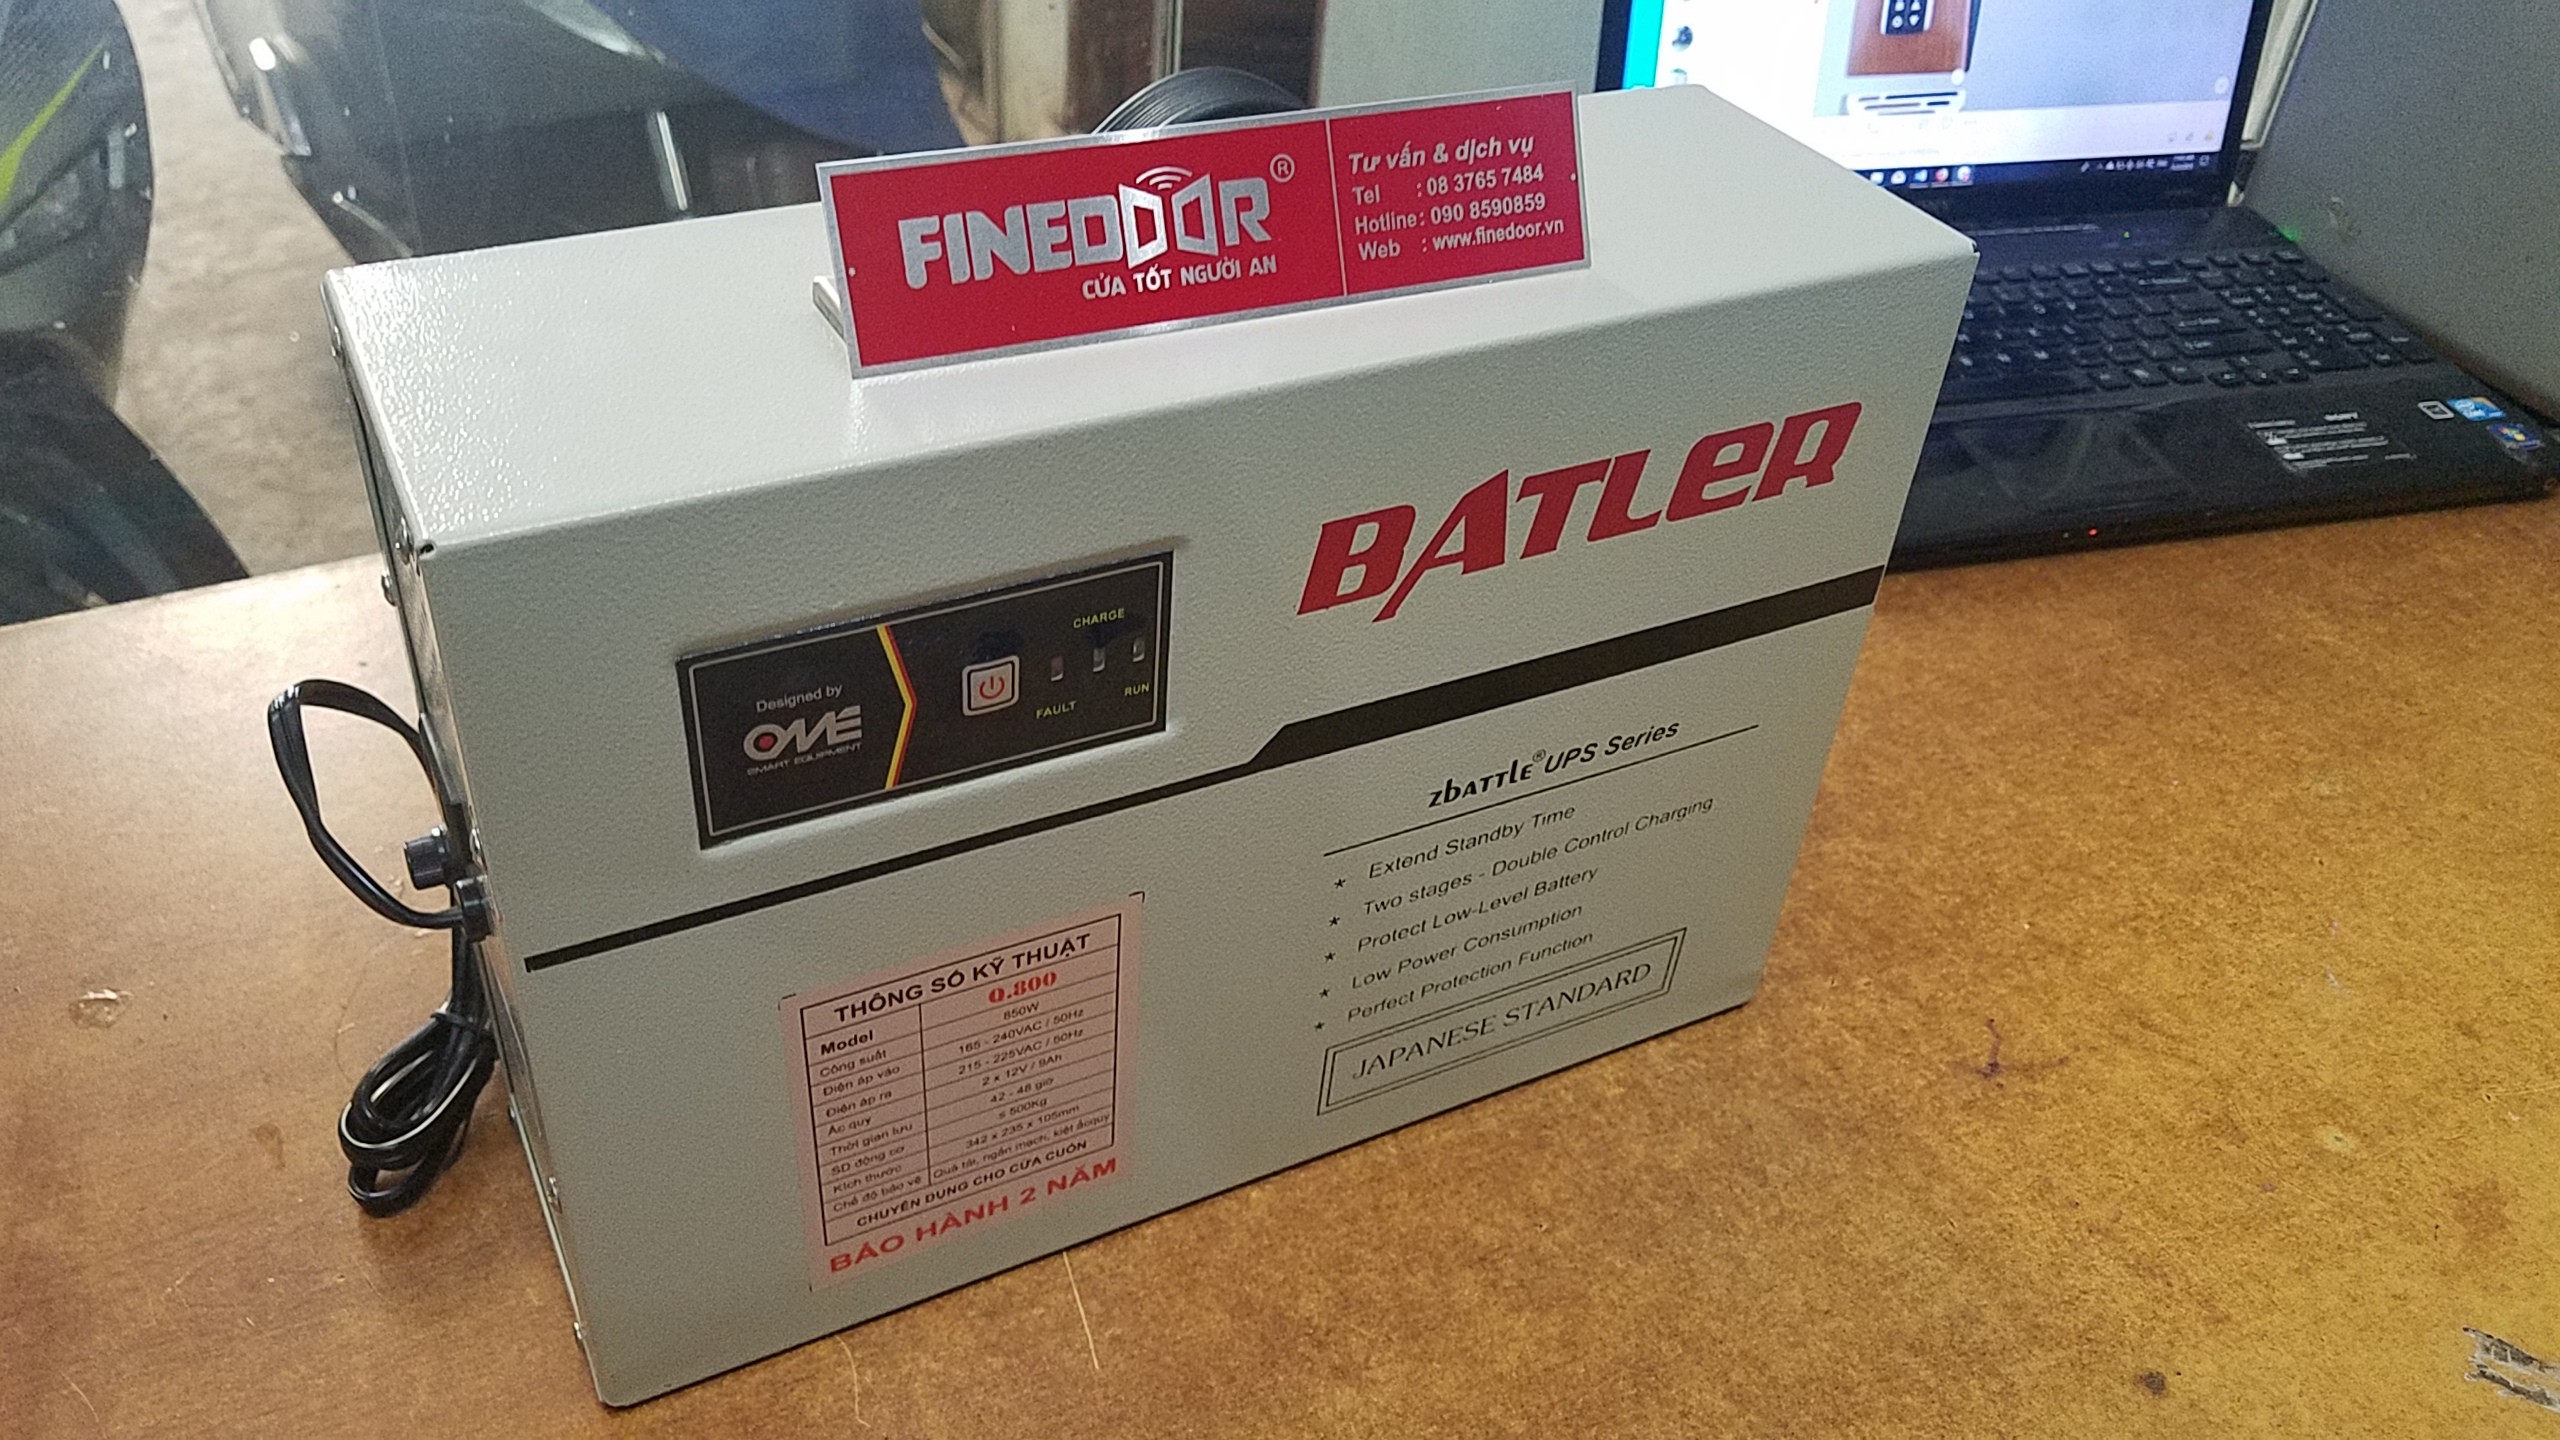 FINEDOOR®
CỬA TỐT NGƯỜI AN
Tư vấn & dịch vụ
Tel : 08 3765 7484
Hotline : 090 8590859
Web : www.finedoor.vn
BATLER
Designed by
OME
SMART EQUIPMENT
CHARGE
FAULT
RUN
zbattle® UPS Series
* Extend Standby Time
* Two stages - Double Control Charging
* Protect Low-Level Battery
* Low Power Consumption
* Perfect Protection Function
JAPANESE STANDARD
THÔNG SỐ KỸ THUẬT
Model Q.800
Công suất 850W
Điện áp vào 165 - 240VAC / 50Hz
Điện áp ra 215 - 225VAC / 50Hz
Ắc quy 2 x 12V / 9Ah
Thời gian lưu 42 - 48 giờ
SD động cơ ≤ 500Kg
Kích thước 342 x 235 x 105mm
Chế độ bảo vệ Quá tải, ngắn mạch, kiệt ắcquy
CHUYÊN DÙNG CHO CỬA CUỐN
BẢO HÀNH 2 NĂM
SONY